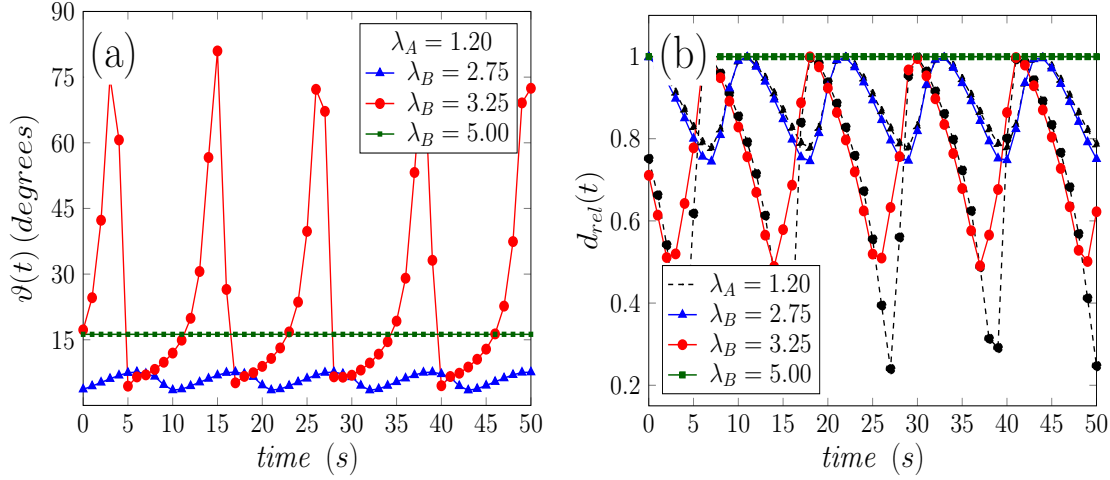 (a)
λ_A = 1.20
λ_B = 2.75
λ_B = 3.25
λ_B = 5.00
90
75
60
45
30
15
0 5 10 15 20 25 30 35 40 45 50
time (s)
ϑ(t) (degrees)
(b)
λ_A = 1.20
λ_B = 2.75
λ_B = 3.25
λ_B = 5.00
1
0.8
0.6
0.4
0.2
0 5 10 15 20 25 30 35 40 45 50
time (s)
d_rel(t)